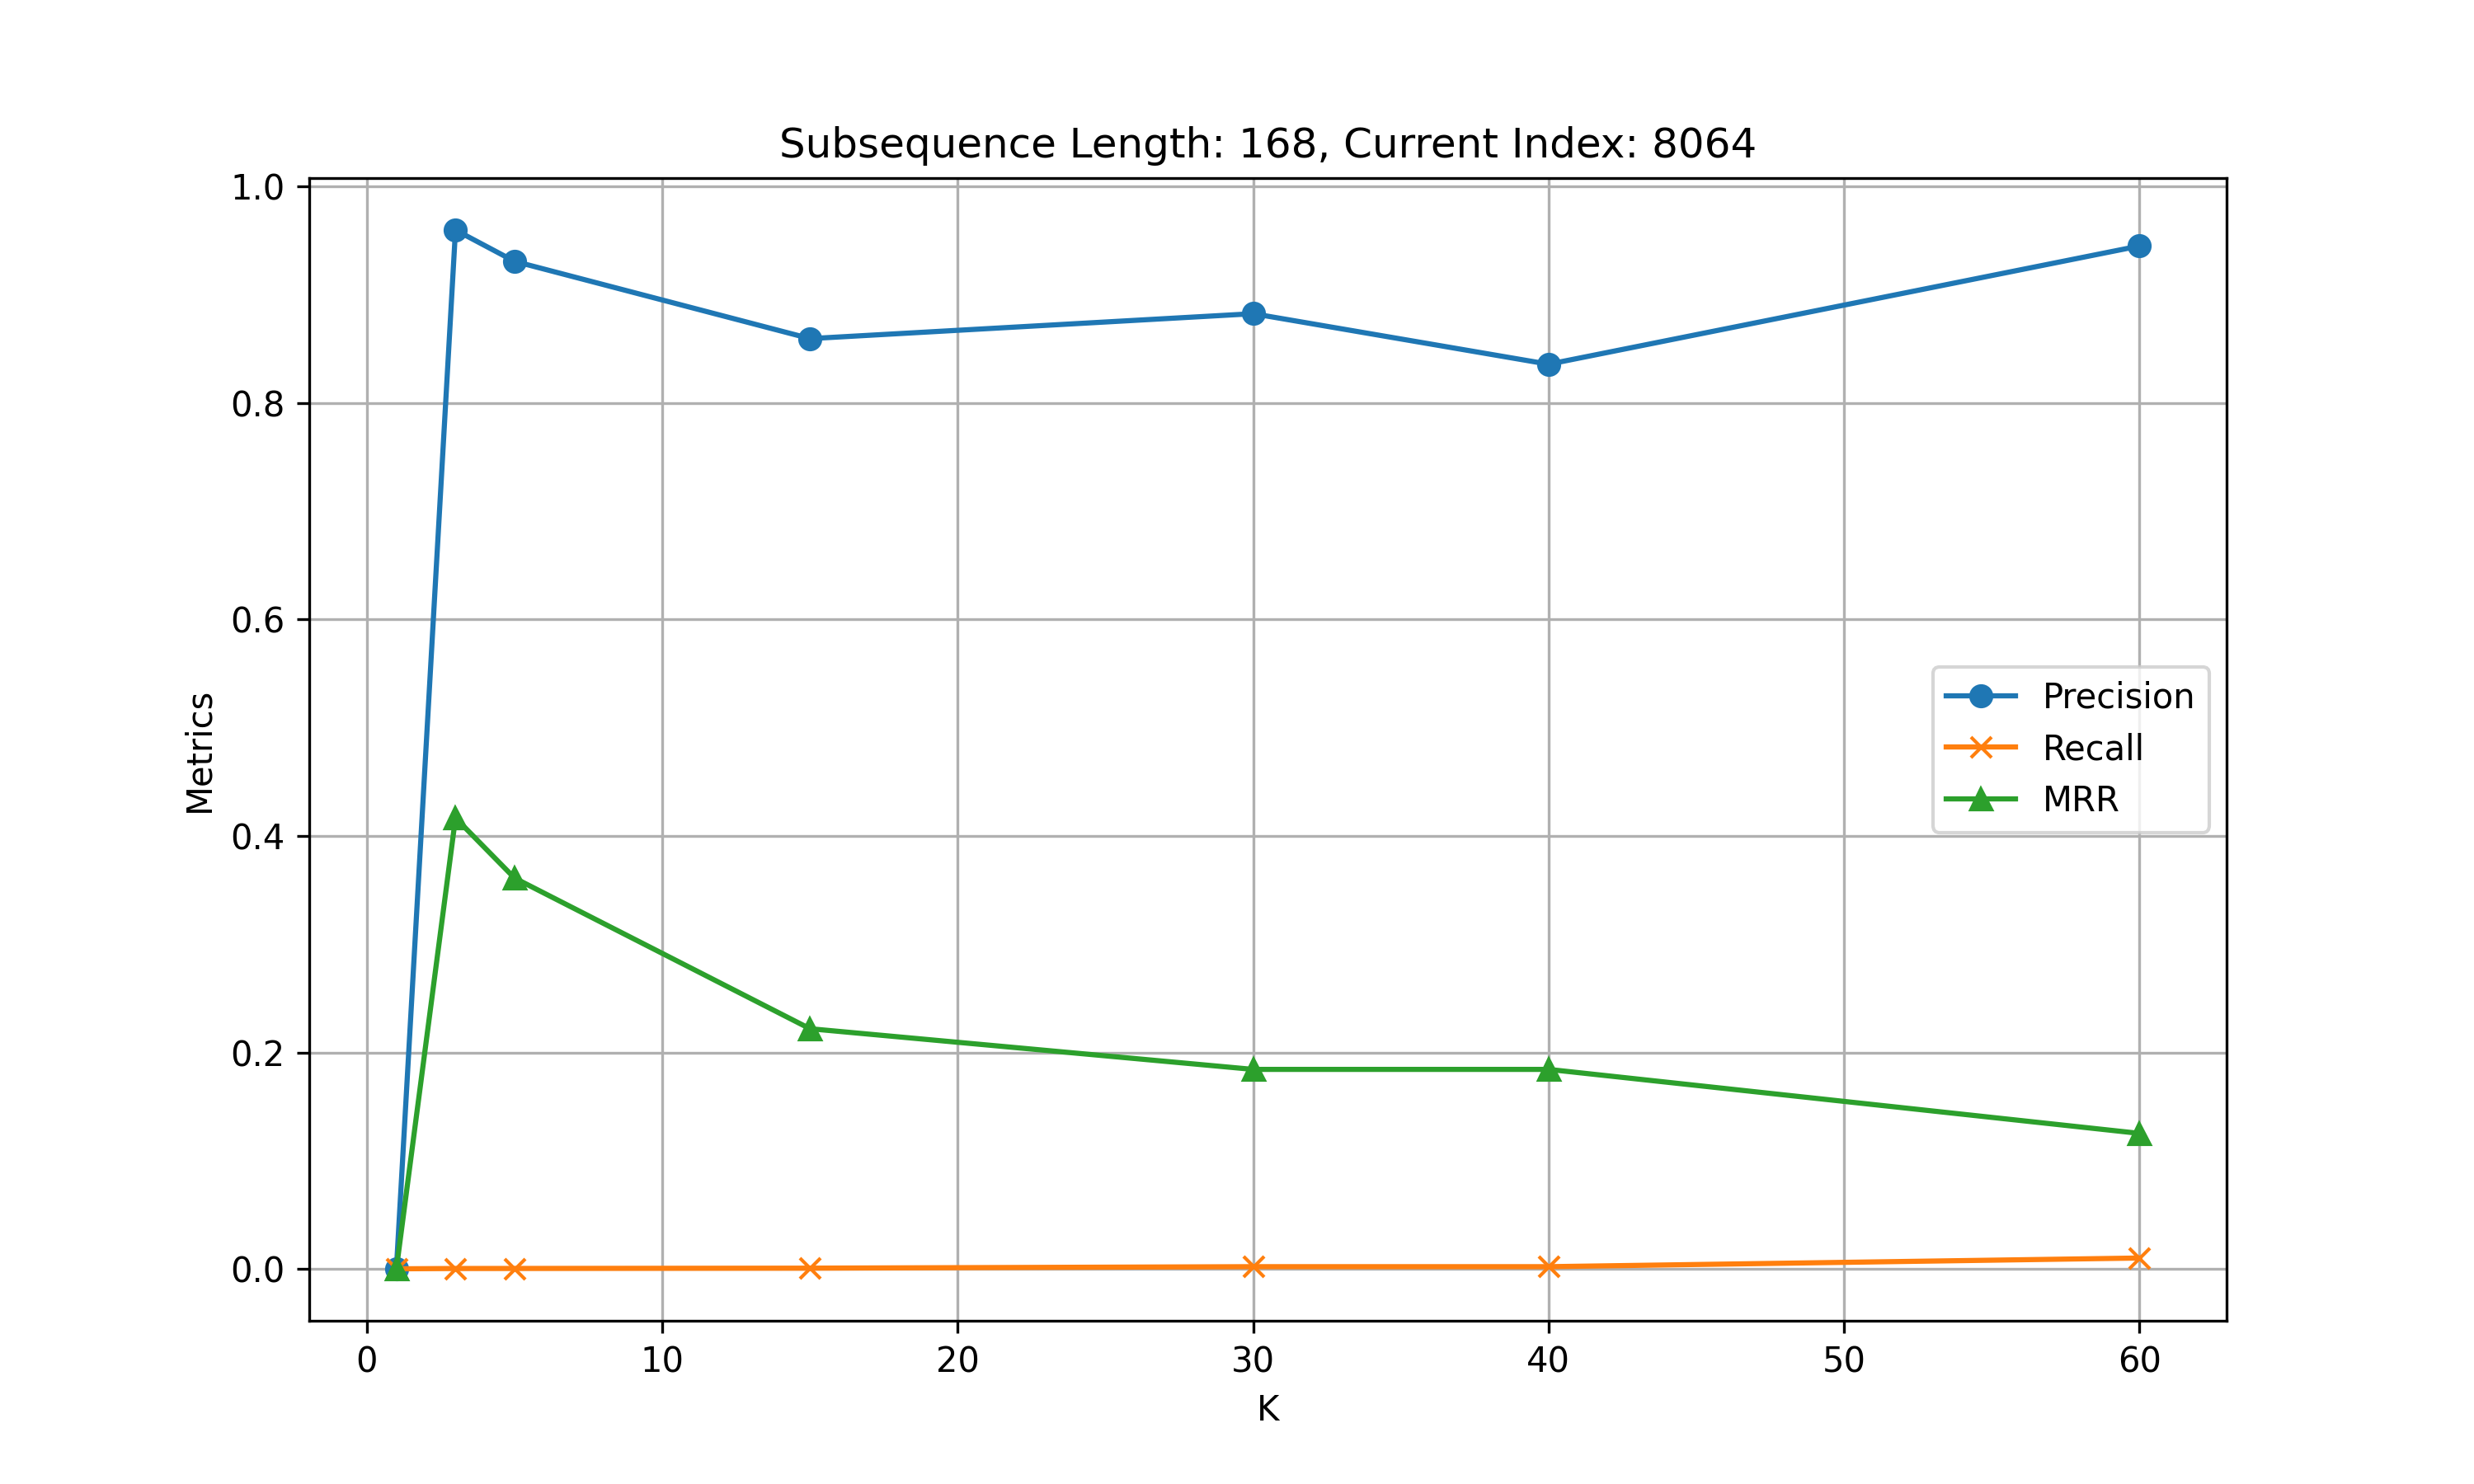 Subsequence Length: 168, Current Index: 8064
1.0
0.8
0.6
0.4
0.2
0.0
Metrics
Precision
Recall
MRR
0 10 20 30 40 50 60
K